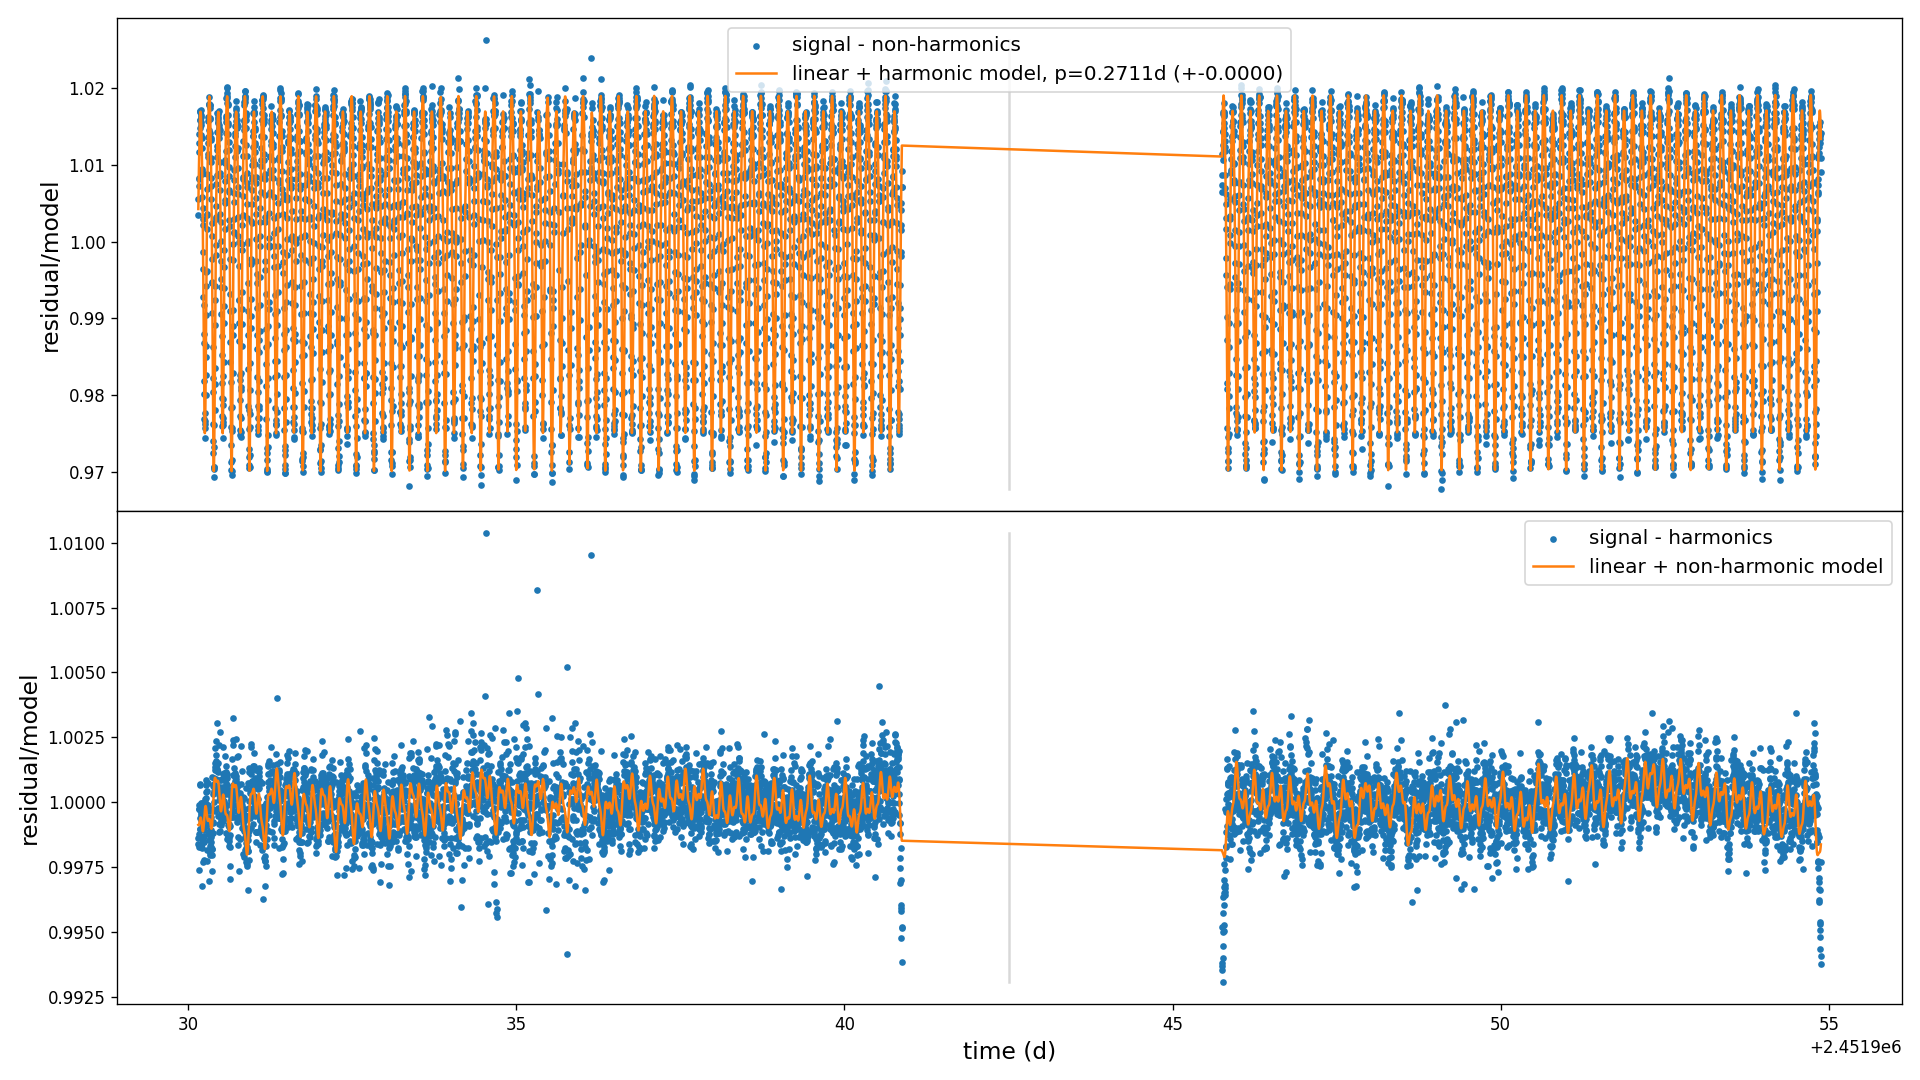 signal - non-harmonics
linear + harmonic model, p=0.2711d (+-0.0000)
residual/model
1.02
1.01
1.00
0.99
0.98
0.97
signal - harmonics
linear + non-harmonic model
residual/model
1.0100
1.0075
1.0050
1.0025
1.0000
0.9975
0.9950
0.9925
30 35 40 45 50 55
time (d)
+2.4519e6